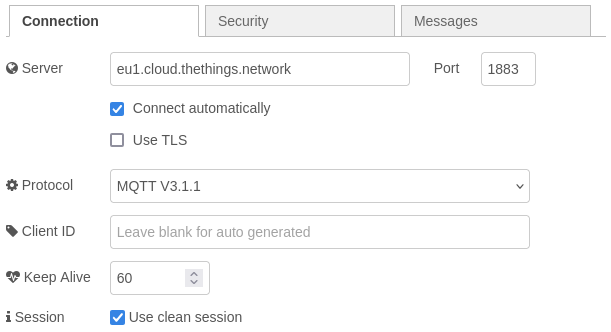 Connection Security Messages
Server eu1.cloud.thethings.network Port 1883
Connect automatically
Use TLS
Protocol MQTT V3.1.1
Client ID Leave blank for auto generated
Keep Alive 60
Session Use clean session